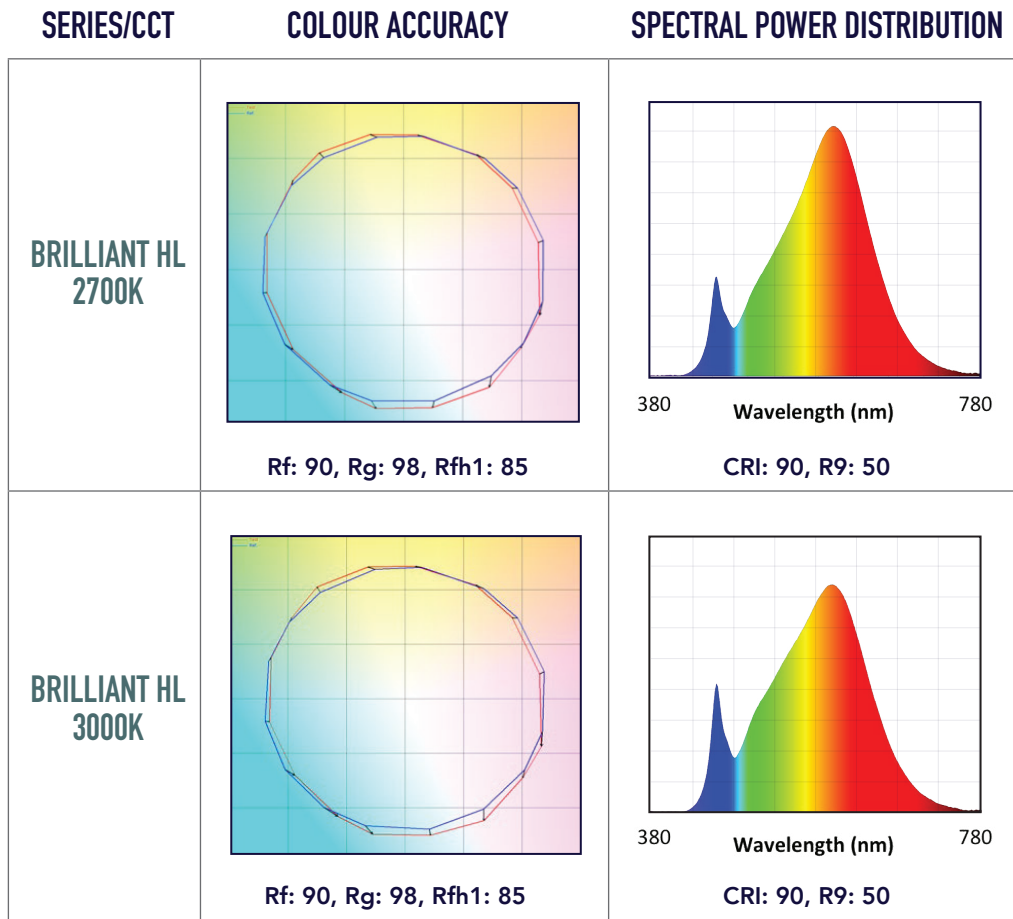 SERIES/CCT
COLOUR ACCURACY
SPECTRAL POWER DISTRIBUTION
BRILLIANT HL
2700K
380
Wavelength (nm)
780
Rf: 90, Rg: 98, Rfh1: 85
CRI: 90, R9: 50
BRILLIANT HL
3000K
380
Wavelength (nm)
780
Rf: 90, Rg: 98, Rfh1: 85
CRI: 90, R9: 50